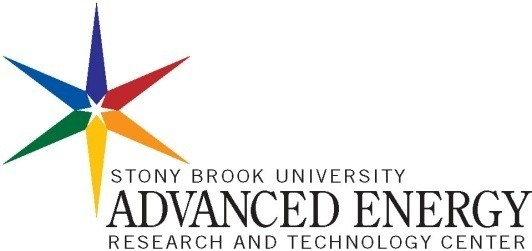 STONY BROOK UNIVERSITY
ADVANCED ENERGY
RESEARCH AND TECHNOLOGY CENTER